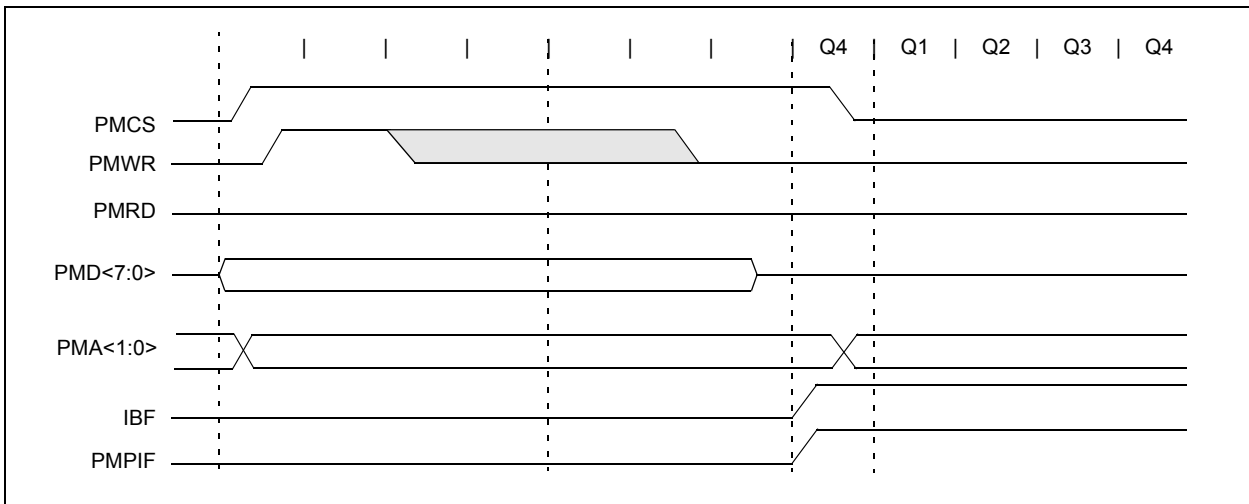 | | | | | | | Q4 | Q1 | Q2 | Q3 | Q4
PMCS
PMWR
PMRD
PMD<7:0>
PMA<1:0>
IBF
PMPIF